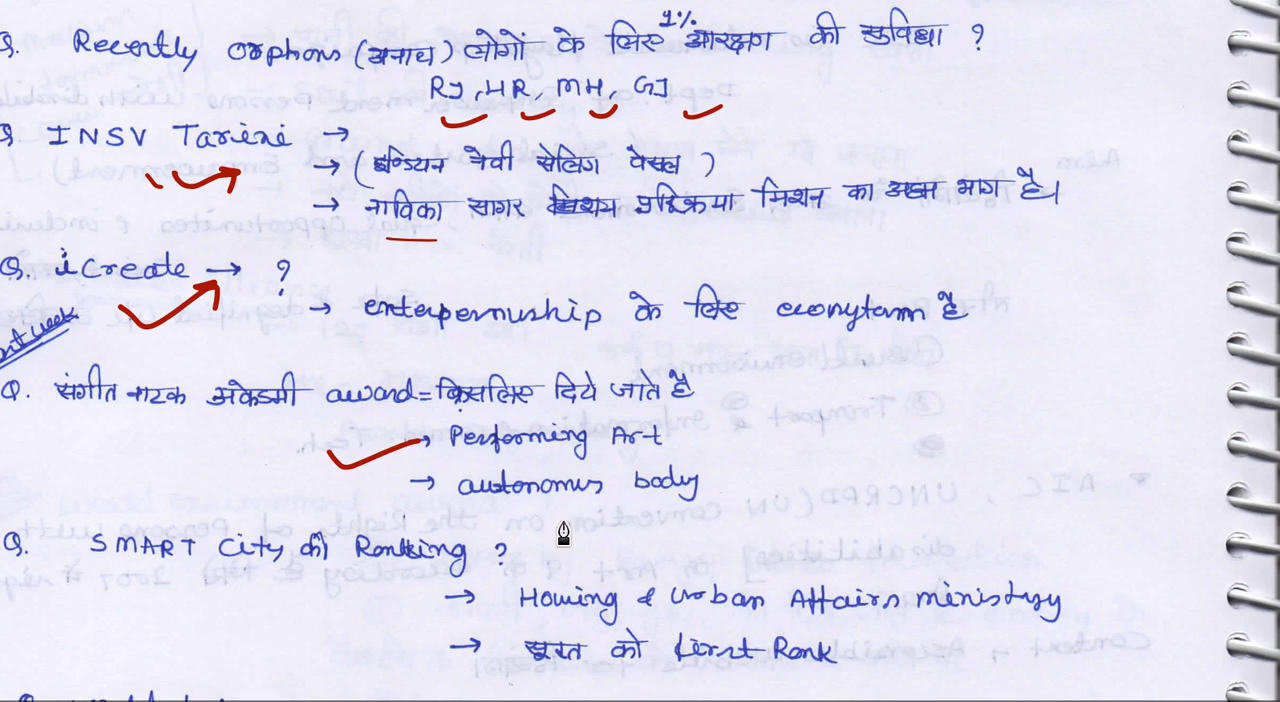 Q. Recently orphons (अनाथ) लोगों के लिए 1% आरक्षण की सुविधा ?
RJ, HR, MH, GJ
Q INSV Tarini →
→ (इण्डियन नेवी सेलिंग वेसल)
→ नाविका सागर परिक्रमा मिशन का अहम भाग है।
Q. iCreate → ?
→ enterpernuship के लिए econytam है
Q. संगीत नाटक अकेडमी award = किसलिए दिये जाते है
→ Performing Art
→ autonomus body
Q. SMART City की Ranking ?
→ Housing & Urban Affairs ministry
→ सूरत को first Rank